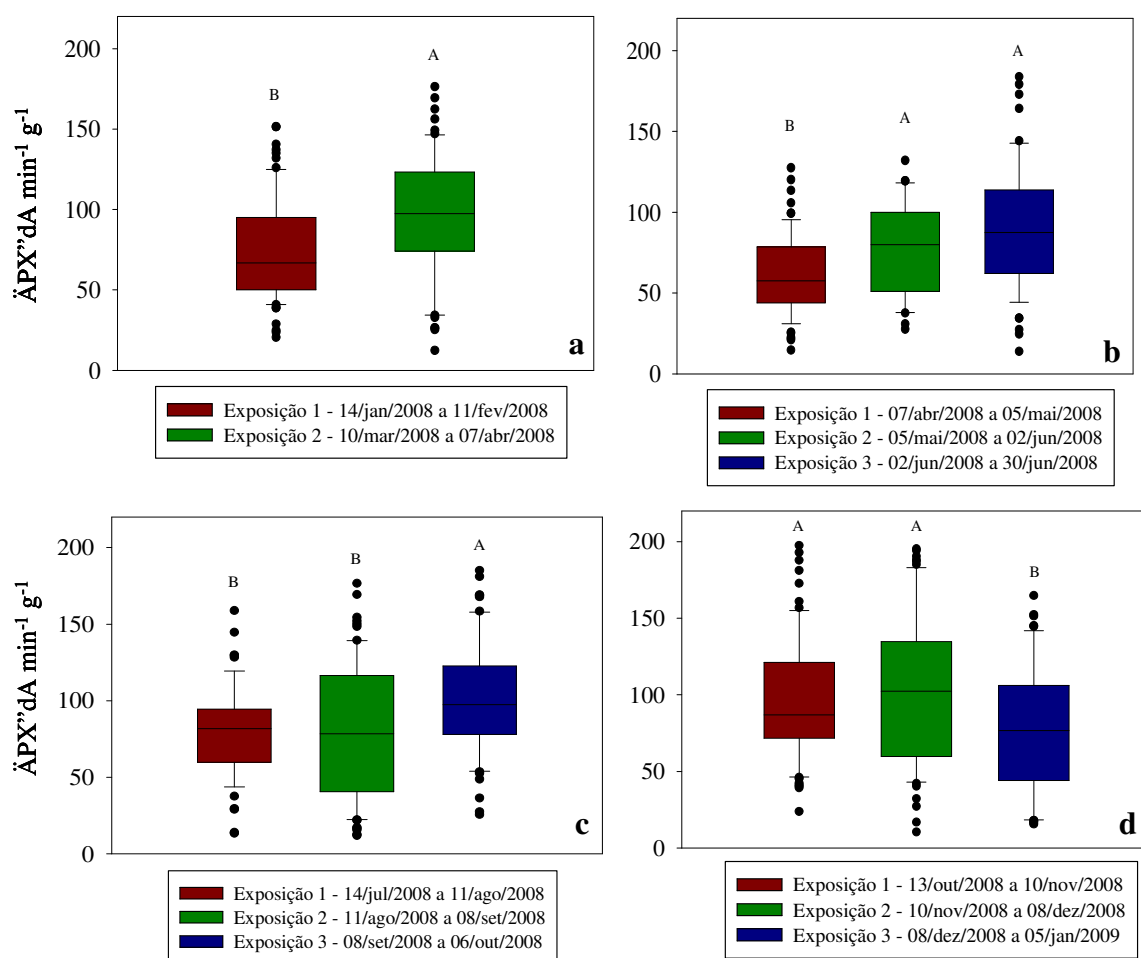 ÄPX”dA min-1 g-1
200
150
100
50
0
B
A
a
Exposição 1 - 14/jan/2008 a 11/fev/2008
Exposição 2 - 10/mar/2008 a 07/abr/2008
200
150
100
50
0
B
A
A
b
Exposição 1 - 07/abr/2008 a 05/mai/2008
Exposição 2 - 05/mai/2008 a 02/jun/2008
Exposição 3 - 02/jun/2008 a 30/jun/2008
ÄPX”dA min-1 g-1
200
150
100
50
0
B
B
A
c
Exposição 1 - 14/jul/2008 a 11/ago/2008
Exposição 2 - 11/ago/2008 a 08/set/2008
Exposição 3 - 08/set/2008 a 06/out/2008
200
150
100
50
0
A
A
B
d
Exposição 1 - 13/out/2008 a 10/nov/2008
Exposição 2 - 10/nov/2008 a 08/dez/2008
Exposição 3 - 08/dez/2008 a 05/jan/2009